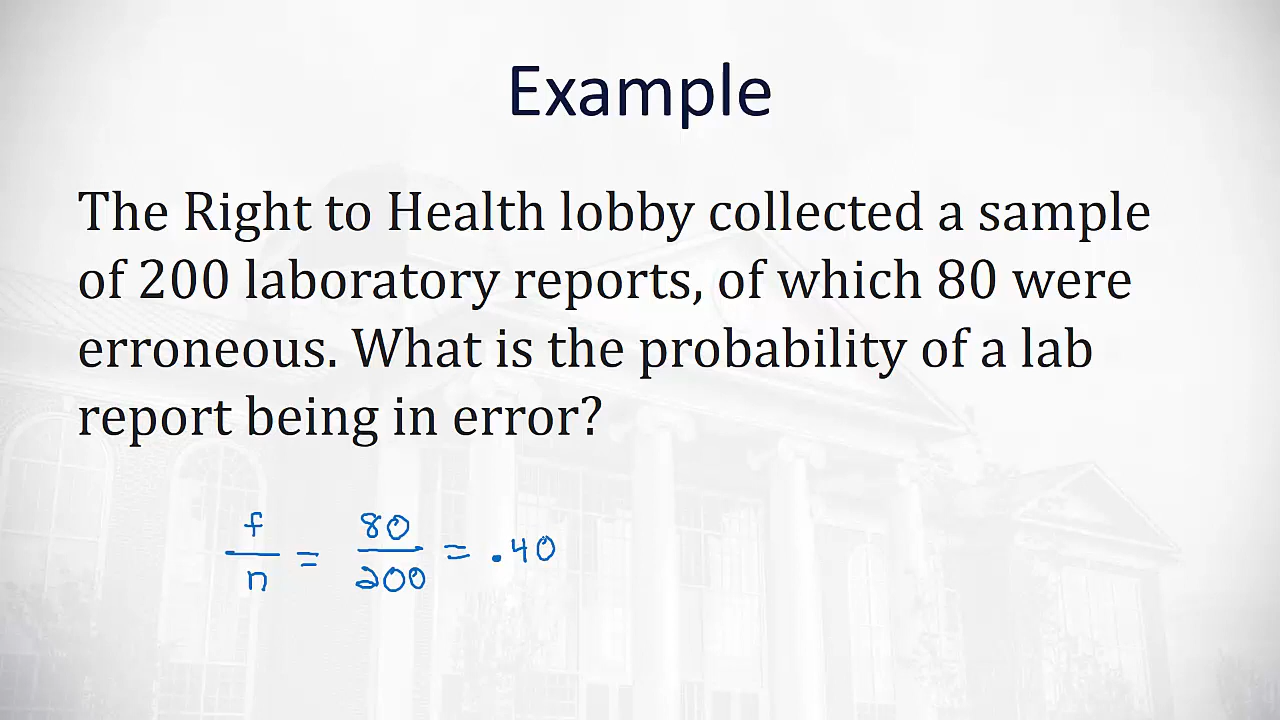 Example
The Right to Health lobby collected a sample
of 200 laboratory reports, of which 80 were
erroneous. What is the probability of a lab
report being in error?
f/n = 80/200 = .40